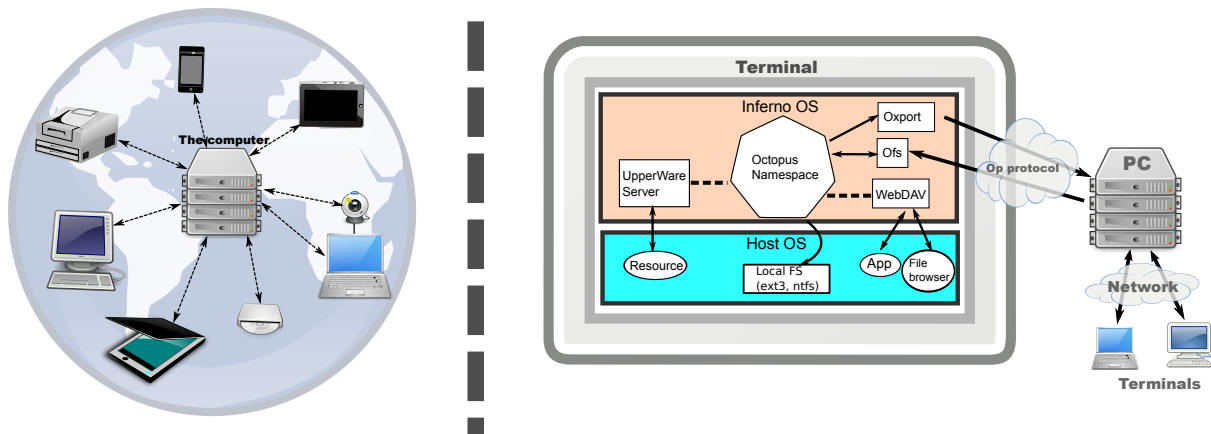 The computer
Terminal
Inferno OS
Oxport
Ofs
Octopus
Namespace
UpperWare
Server
WebDAV
Host OS
Resource
Local FS
(ext3, ntfs)
App
File
browser
Op protocol
PC
Network
Terminals